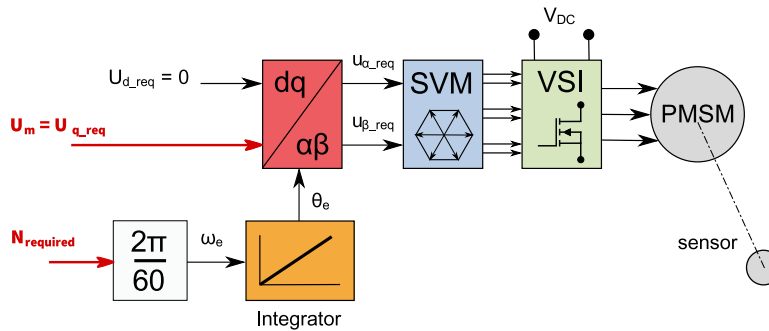 V_DC
U_d_req = 0
dq
αβ
u_α_req
u_β_req
SVM
VSI
PMSM
U_m = U_q_req
θ_e
N_required
2π
60
ω_e
Integrator
sensor